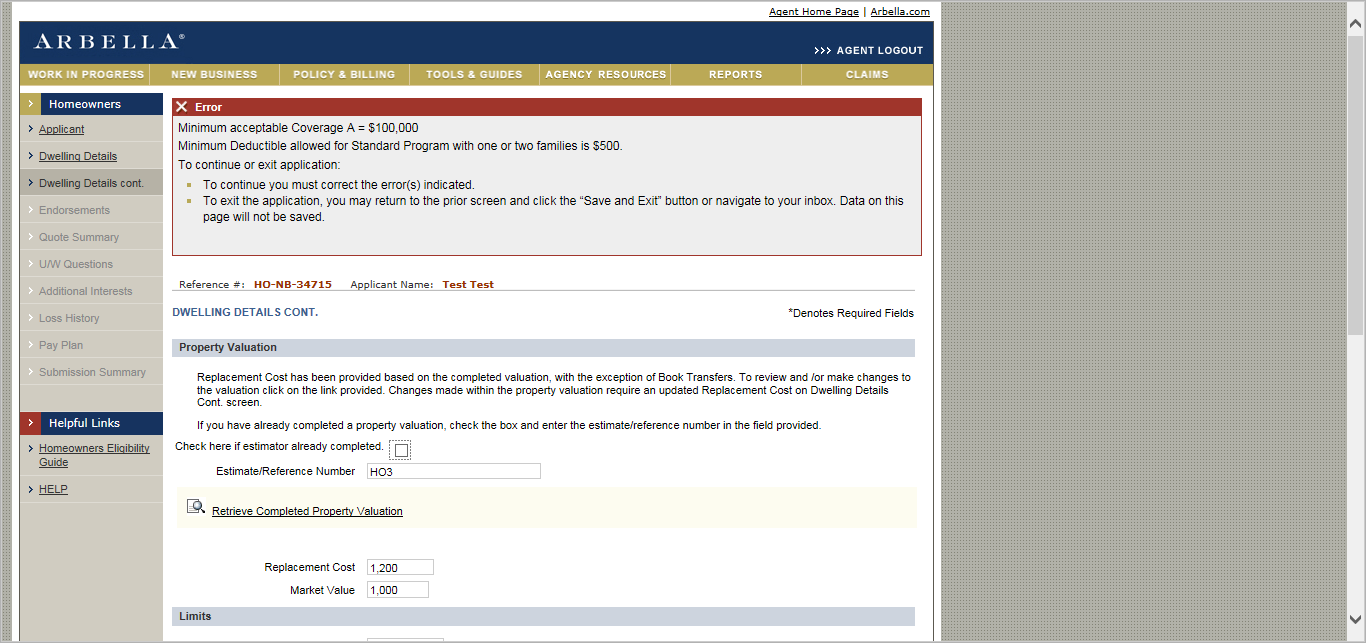 Agent Home Page | Arbella.com
ARBELLA®
>>> AGENT LOGOUT
WORK IN PROGRESS NEW BUSINESS POLICY & BILLING TOOLS & GUIDES AGENCY RESOURCES REPORTS CLAIMS
Homeowners
Applicant
Dwelling Details
Dwelling Details cont.
Endorsements
Quote Summary
U/W Questions
Additional Interests
Loss History
Pay Plan
Submission Summary
Helpful Links
Homeowners Eligibility
Guide
HELP
Error
Minimum acceptable Coverage A = $100,000
Minimum Deductible allowed for Standard Program with one or two families is $500.
To continue or exit application:
To continue you must correct the error(s) indicated.
To exit the application, you may return to the prior screen and click the “Save and Exit” button or navigate to your inbox. Data on this
page will not be saved.
Reference #: HO-NB-34715 Applicant Name: Test Test
DWELLING DETAILS CONT.
*Denotes Required Fields
Property Valuation
Replacement Cost has been provided based on the completed valuation, with the exception of Book Transfers. To review and /or make changes to
the valuation click on the link provided. Changes made within the property valuation require an updated Replacement Cost on Dwelling Details
Cont. screen.
If you have already completed a property valuation, check the box and enter the estimate/reference number in the field provided.
Check here if estimator already completed.
Estimate/Reference Number HO3
Retrieve Completed Property Valuation
Replacement Cost 1,200
Market Value 1,000
Limits